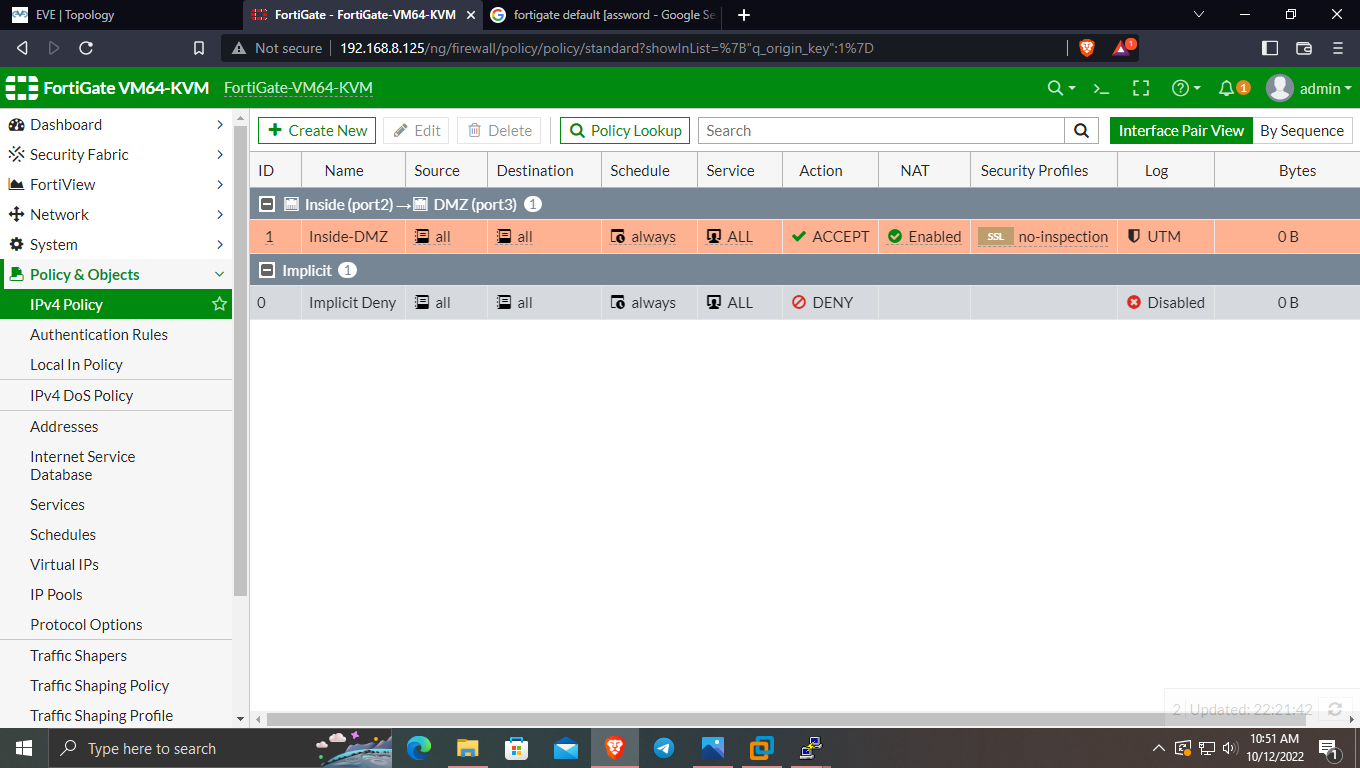 EVE | Topology
FortiGate - FortiGate-VM64-KVM
fortigate default [assword - Google Se
Not secure
192.168.8.125/ng/firewall/policy/policy/standard?showInList=%7B"q_origin_key":1%7D
1
FortiGate VM64-KVM
FortiGate-VM64-KVM
1
admin
Dashboard
Security Fabric
FortiView
Network
System
Policy & Objects
IPv4 Policy
Authentication Rules
Local In Policy
IPv4 DoS Policy
Addresses
Internet Service
Database
Services
Schedules
Virtual IPs
IP Pools
Protocol Options
Traffic Shapers
Traffic Shaping Policy
Traffic Shaping Profile
Create New Edit Delete Policy Lookup Search Interface Pair View By Sequence
ID Name Source Destination Schedule Service Action NAT Security Profiles Log Bytes
Inside (port2) → DMZ (port3) 1
1 Inside-DMZ all all always ALL ACCEPT Enabled SSL no-inspection UTM 0 B
Implicit 1
0 Implicit Deny all all always ALL DENY Disabled 0 B
2 Updated: 22:21:42
Type here to search
10:51 AM
10/12/2022
1